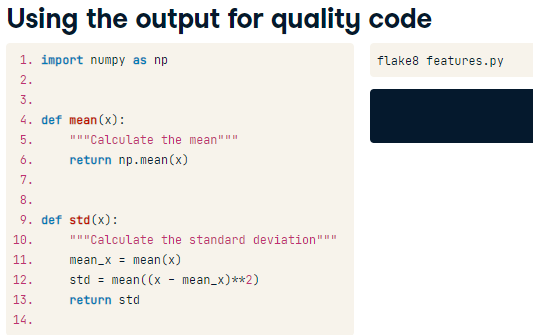 Using the output for quality code
1. import numpy as np
2.
3.
4. def mean(x):
5.     """Calculate the mean"""
6.     return np.mean(x)
7.
8.
9. def std(x):
10.     """Calculate the standard deviation"""
11.     mean_x = mean(x)
12.     std = mean((x - mean_x)**2)
13.     return std
14.
flake8 features.py